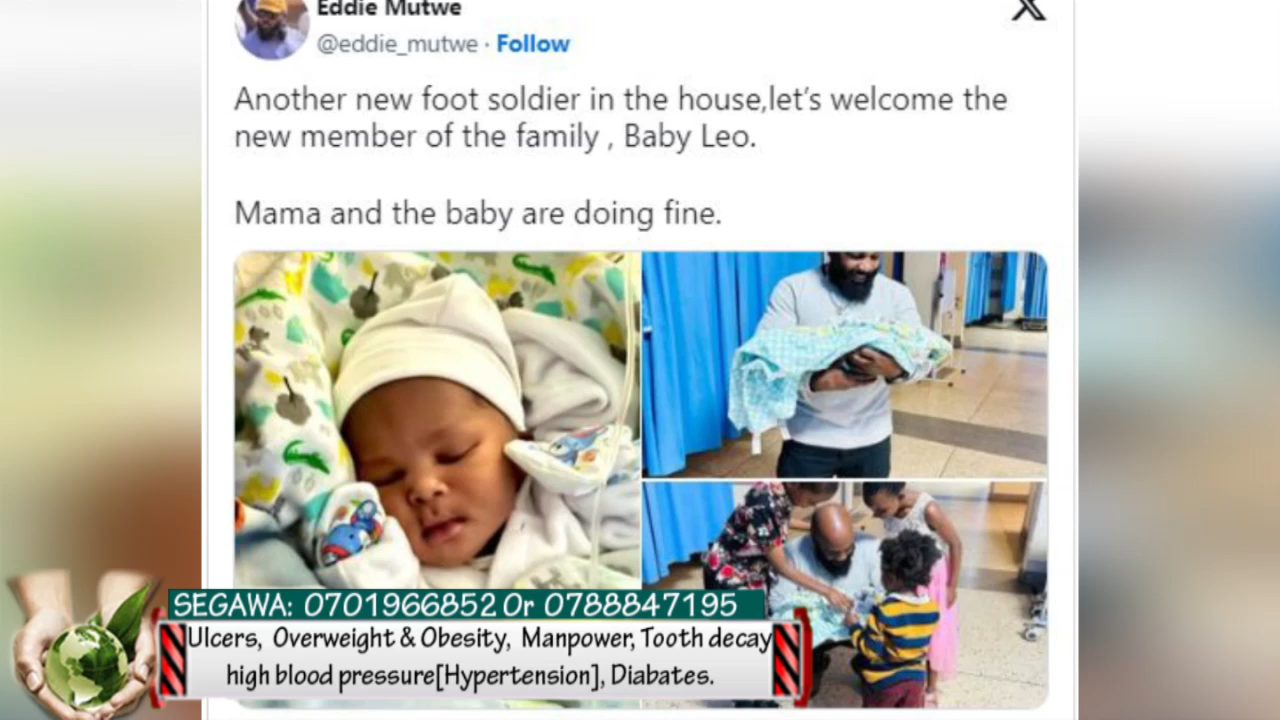 Eddie Mutwe
@eddie_mutwe · Follow
Another new foot soldier in the house,let's welcome the
new member of the family , Baby Leo.
Mama and the baby are doing fine.
SEGAWA: 0701966852 Or 0788847195
Ulcers, Overweight & Obesity, Manpower, Tooth decay
high blood pressure[Hypertension], Diabates.